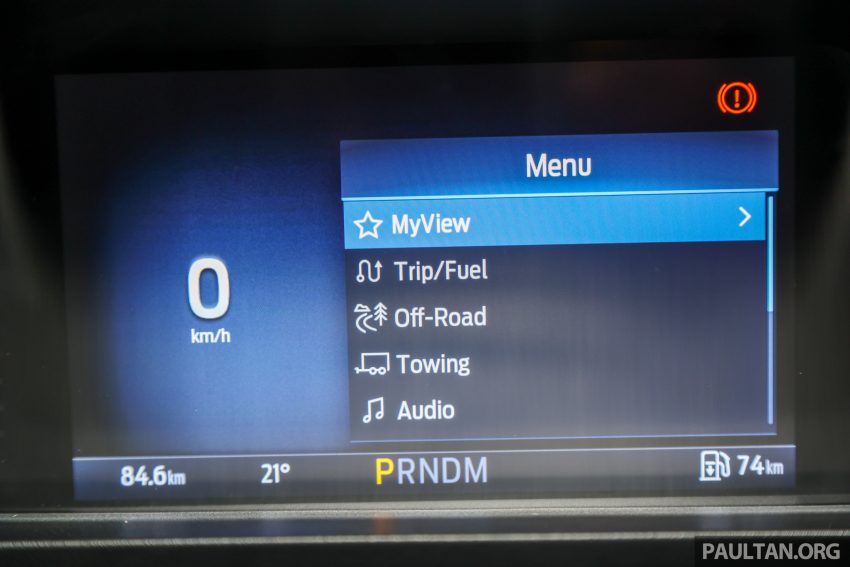 Menu
MyView
Trip/Fuel
Off-Road
Towing
Audio
0
km/h
84.6km
21°
PRNDM
74km
PAULTAN.ORG